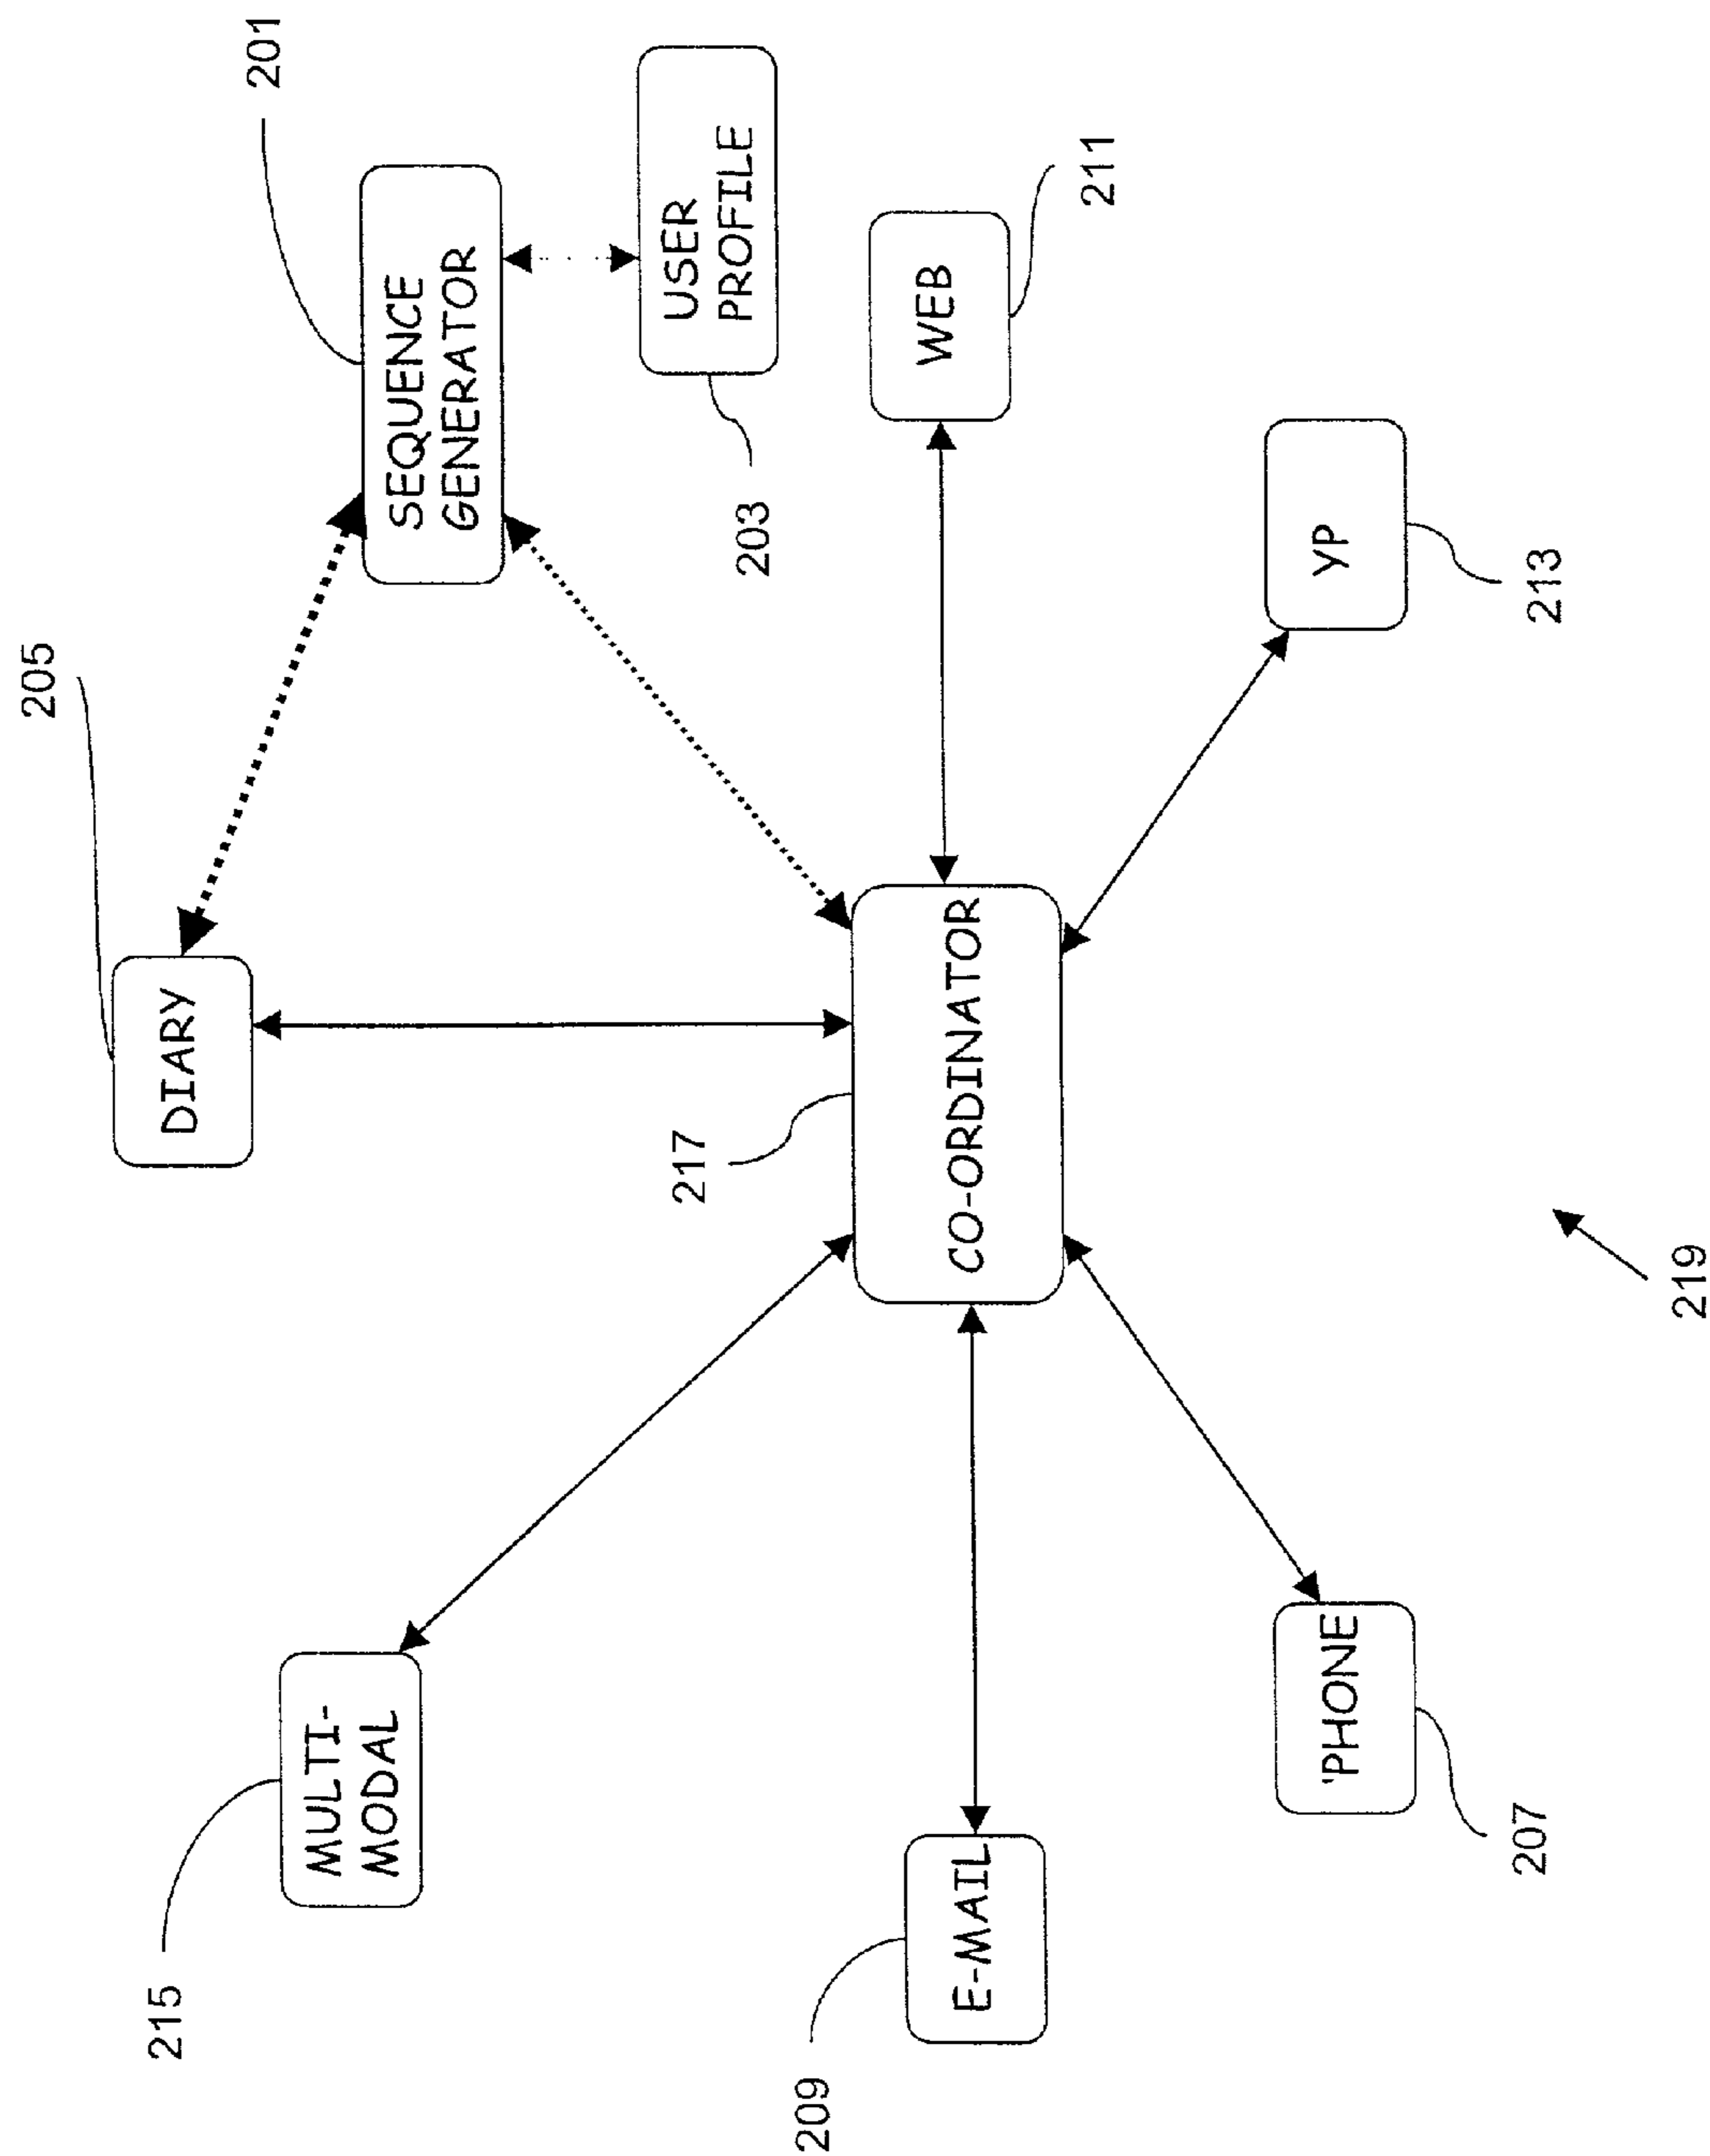 205
201
DIARY
SEQUENCE
GENERATOR
215
MULTI-
MODAL
217
203
USER
PROFILE
209
E-MAIL
CO-ORDINATOR
WEB
211
'PHONE
207
YP
213
219